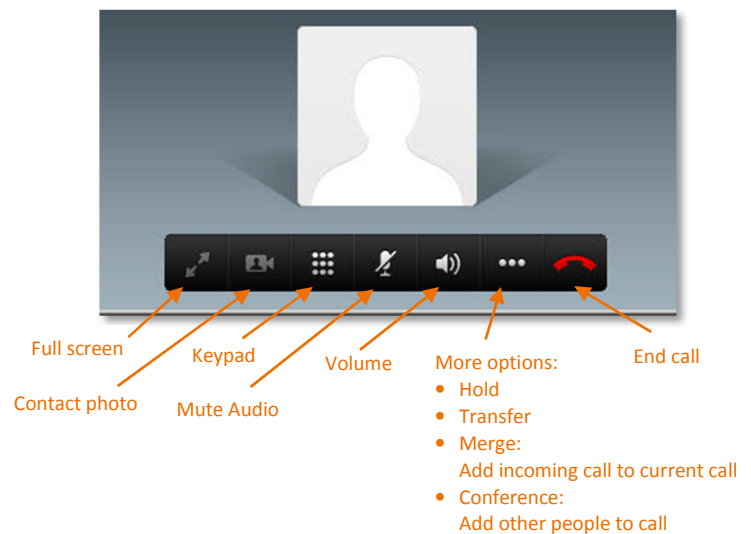 Full screen
Keypad
Volume
More options:
End call
Contact photo
Mute Audio
• Hold
• Transfer
• Merge:
Add incoming call to current call
• Conference:
Add other people to call